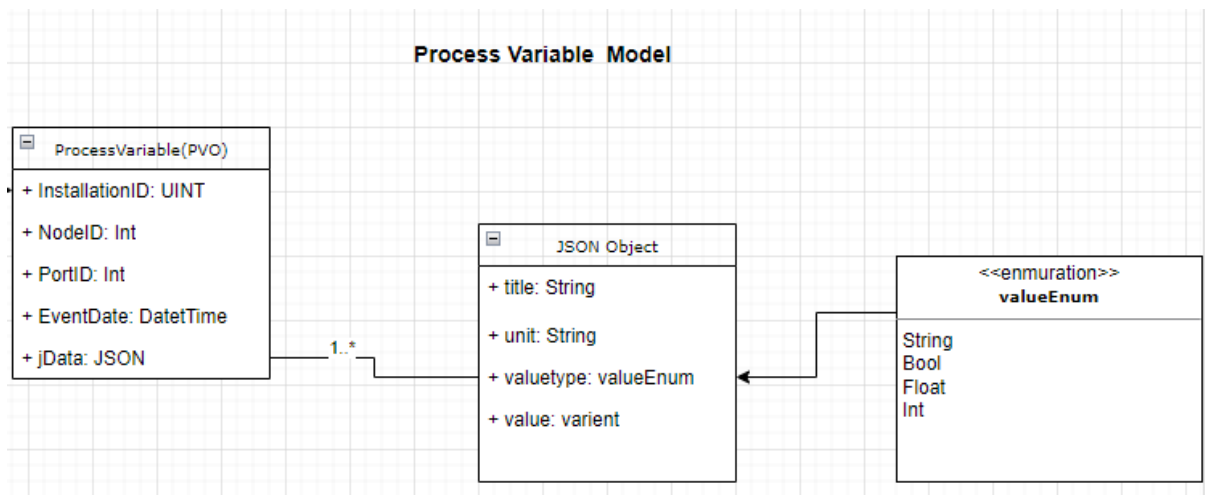 Process Variable Model
ProcessVariable(PVO)
+ InstallationID: UINT
+ NodeID: Int
+ PortID: Int
+ EventDate: DatetTime
+ jData: JSON
1..*
JSON Object
+ title: String
+ unit: String
+ valuetype: valueEnum
+ value: varient
<<enmuration>>
valueEnum
String
Bool
Float
Int